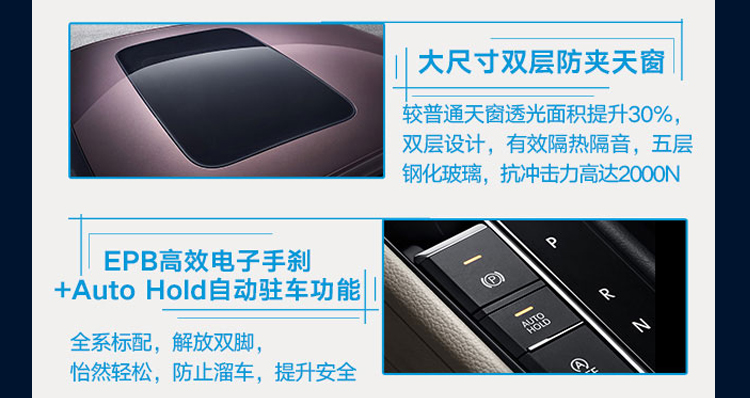 大尺寸双层防夹天窗
较普通天窗透光面积提升30%，
双层设计，有效隔热隔音，五层
钢化玻璃，抗冲击力高达2000N
EPB高效电子手刹
+Auto Hold自动驻车功能
全系标配，解放双脚，
怡然轻松，防止溜车，提升安全
P
R
N
P
AUTO
HOLD
A